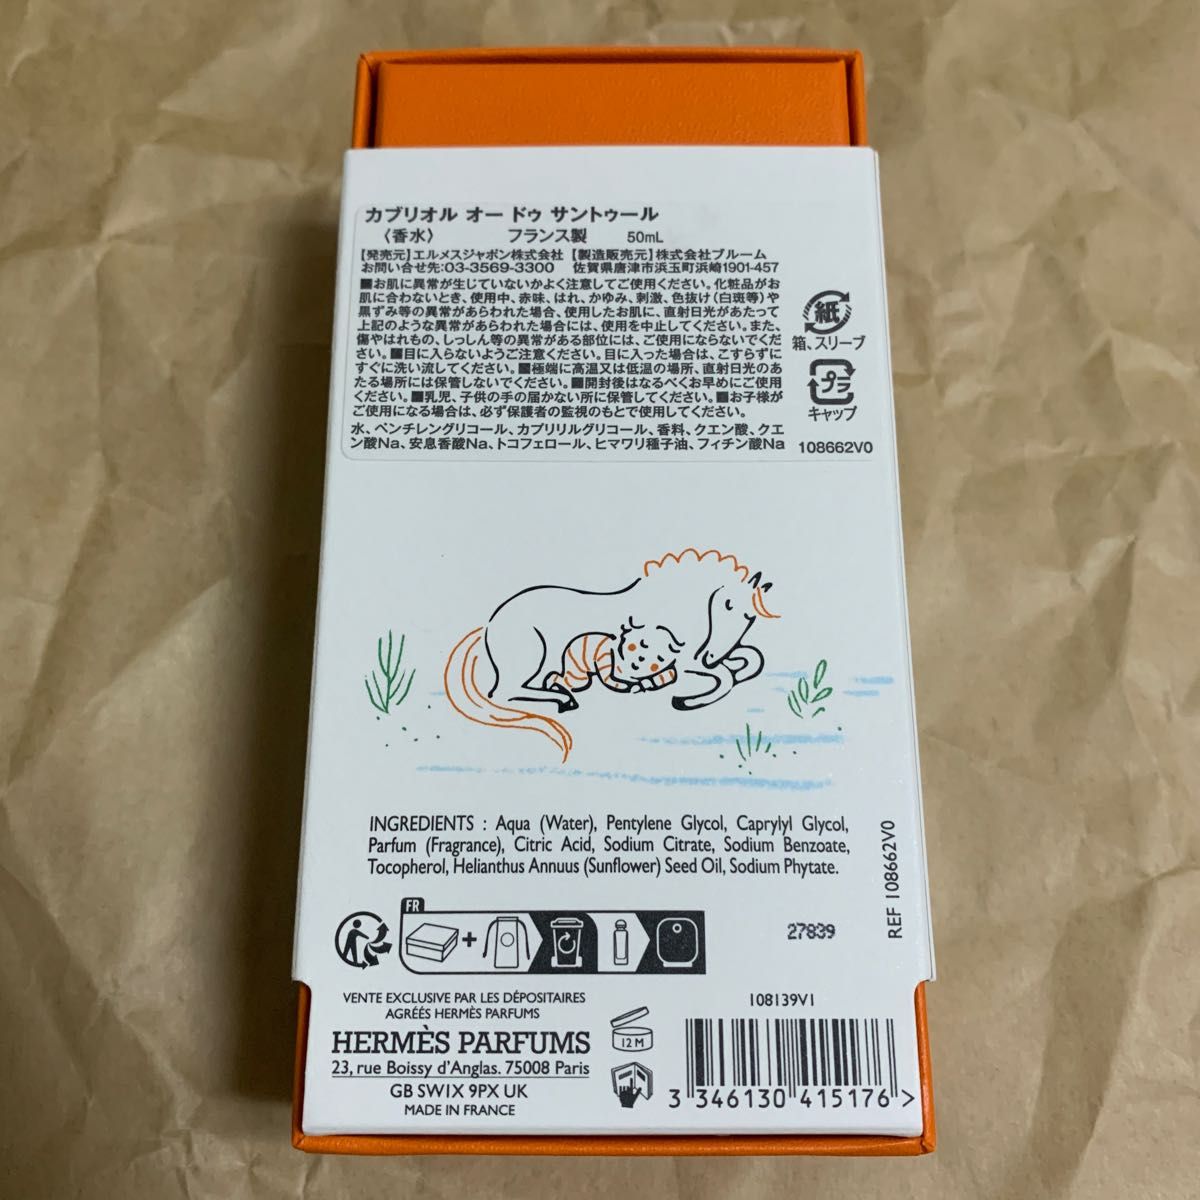 カブリオル オー ドゥ サントゥール
〈香水〉 フランス製 50mL
【発売元】エルメスジャポン株式会社 【製造販売元】株式会社ブルーム
お問い合せ先:03-3569-3300 佐賀県唐津市浜玉町浜崎1901-457
■お肌に異常が生じていないかよく注意してご使用ください。化粧品がお
肌に合わないとき、使用中、赤味、はれ、かゆみ、刺激、色抜け(白斑等)や
黒ずみ等の異常があらわれた場合、使用したお肌に、直射日光があたって
上記のような異常があらわれた場合には、使用を中止してください。また、
傷やはれもの、しっしん等の異常がある部位には、ご使用にならないでくだ
さい。■目に入らないようご注意ください。目に入った場合は、こすらずに
すぐに洗い流してください。■極端に高温又は低温の場所、直射日光のあ
たる場所には保管しないでください。■開封後はなるべくお早めにご使用
ください。■乳児、子供の手の届かない所に保管してください。■お子様が
ご使用になる場合は、必ず保護者の監視のもとで使用してください。
水、ペンチレングリコール、カプリリルグリコール、香料、クエン酸、クエ
ン酸Na、安息香酸Na、トコフェロール、ヒマワリ種子油、フィチン酸Na
紙
箱、スリーブ
プラ
キャップ
108662V0
INGREDIENTS : Aqua (Water), Pentylene Glycol, Caprylyl Glycol,
Parfum (Fragrance), Citric Acid, Sodium Citrate, Sodium Benzoate,
Tocopherol, Helianthus Annuus (Sunflower) Seed Oil, Sodium Phytate.
REF 108662V0
FR
+
27839
VENTE EXCLUSIVE PAR LES DÉPOSITAIRES
AGRÉÉS HERMÈS PARFUMS
HERMÈS PARFUMS
23, rue Boissy d'Anglas. 75008 Paris
GB SW1X 9PX UK
MADE IN FRANCE
12 M
108139V1
3 346130 415176 >